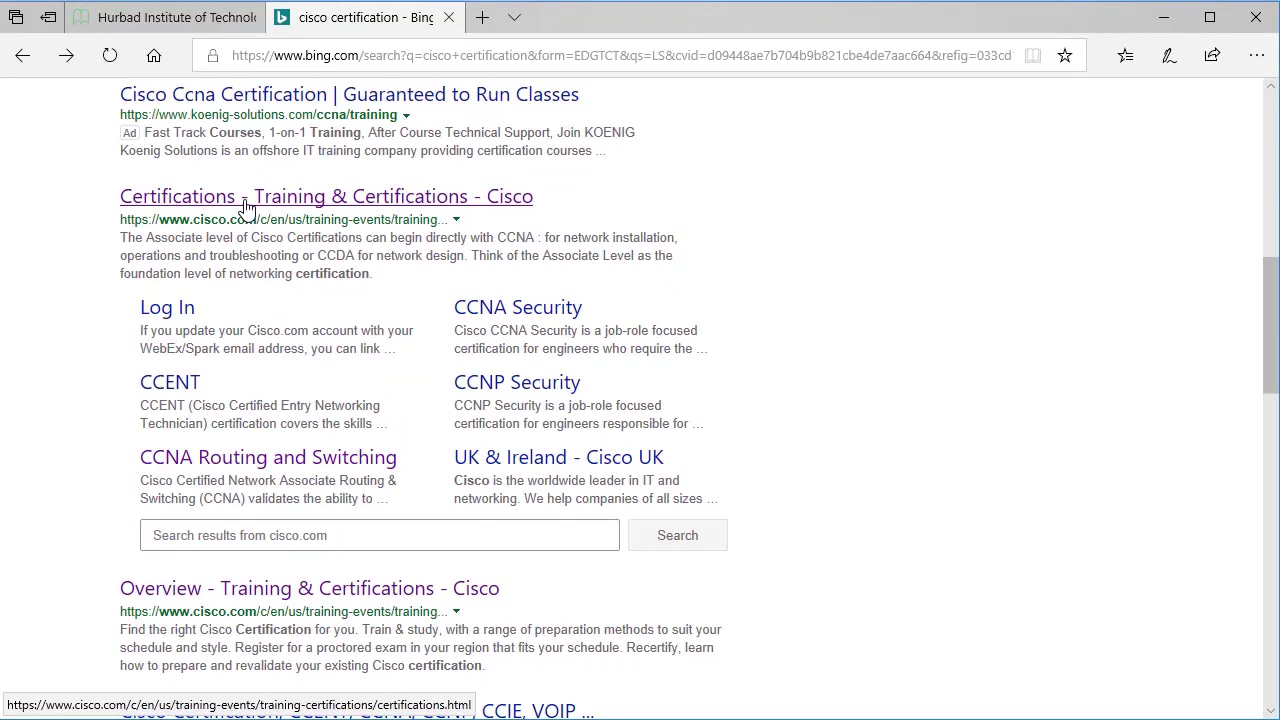 Hurbad Institute of Technolo
cisco certification - Bing
https://www.bing.com/search?q=cisco+certification&form=EDGTCT&qs=LS&cvid=d09448ae7b704b9b821cbe4de7aac664&refig=033cd
Cisco Ccna Certification | Guaranteed to Run Classes
https://www.koenig-solutions.com/ccna/training
Ad Fast Track Courses, 1-on-1 Training, After Course Technical Support, Join KOENIG
Koenig Solutions is an offshore IT training company providing certification courses ...
Certifications - Training & Certifications - Cisco
https://www.cisco.com/c/en/us/training-events/training...
The Associate level of Cisco Certifications can begin directly with CCNA : for network installation,
operations and troubleshooting or CCDA for network design. Think of the Associate Level as the
foundation level of networking certification.
Log In
If you update your Cisco.com account with your
WebEx/Spark email address, you can link ...
CCNA Security
Cisco CCNA Security is a job-role focused
certification for engineers who require the ...
CCENT
CCENT (Cisco Certified Entry Networking
Technician) certification covers the skills ...
CCNP Security
CCNP Security is a job-role focused
certification for engineers responsible for ...
CCNA Routing and Switching
Cisco Certified Network Associate Routing &
Switching (CCNA) validates the ability to ...
UK & Ireland - Cisco UK
Cisco is the worldwide leader in IT and
networking. We help companies of all sizes ...
Search results from cisco.com
Search
Overview - Training & Certifications - Cisco
https://www.cisco.com/c/en/us/training-events/training...
Find the right Cisco Certification for you. Train & study, with a range of preparation methods to suit your
schedule and style. Register for a proctored exam in your region that fits your schedule. Recertify, learn
how to prepare and revalidate your existing Cisco certification.
https://www.cisco.com/c/en/us/training-events/training-certifications/certifications.html
Cisco Certification, CCENT, CCNA, CCNP, CCIE, VOIP ...